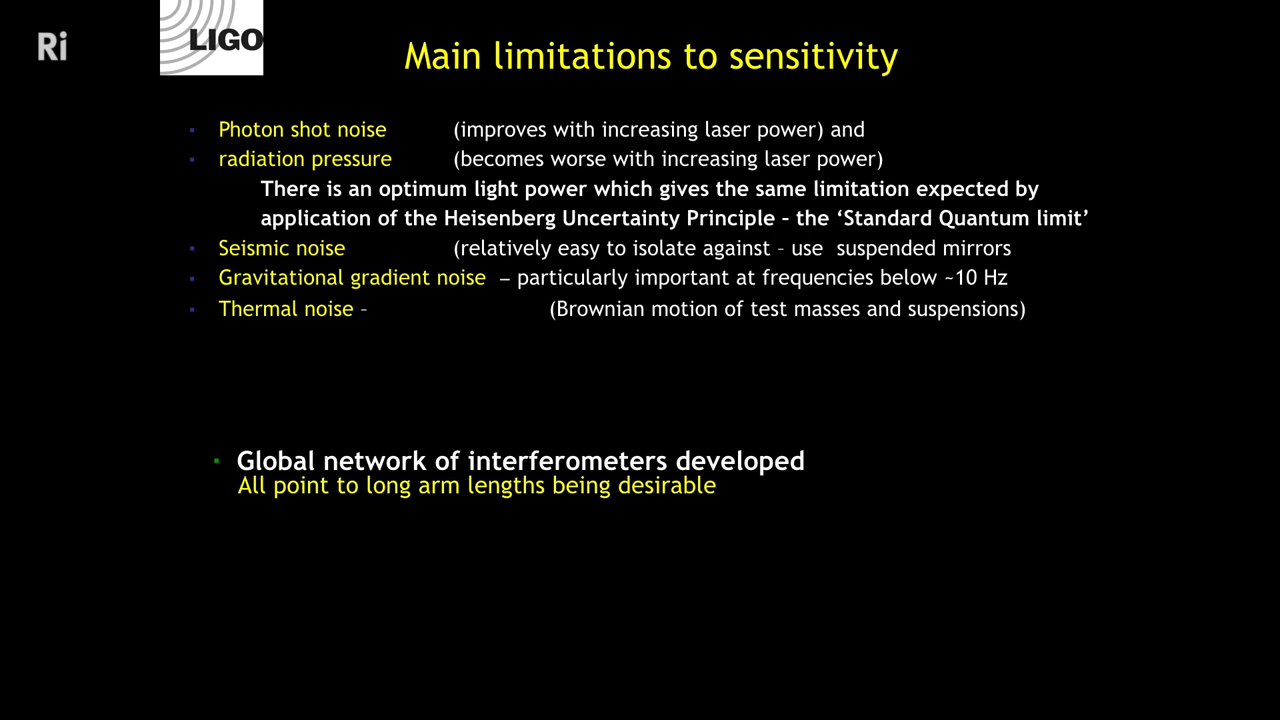 Ri
LIGO
Main limitations to sensitivity
▪ Photon shot noise (improves with increasing laser power) and
▪ radiation pressure (becomes worse with increasing laser power)
There is an optimum light power which gives the same limitation expected by
application of the Heisenberg Uncertainty Principle – the ‘Standard Quantum limit’
▪ Seismic noise (relatively easy to isolate against – use suspended mirrors
▪ Gravitational gradient noise – particularly important at frequencies below ~10 Hz
▪ Thermal noise – (Brownian motion of test masses and suspensions)
▪ Global network of interferometers developed
All point to long arm lengths being desirable